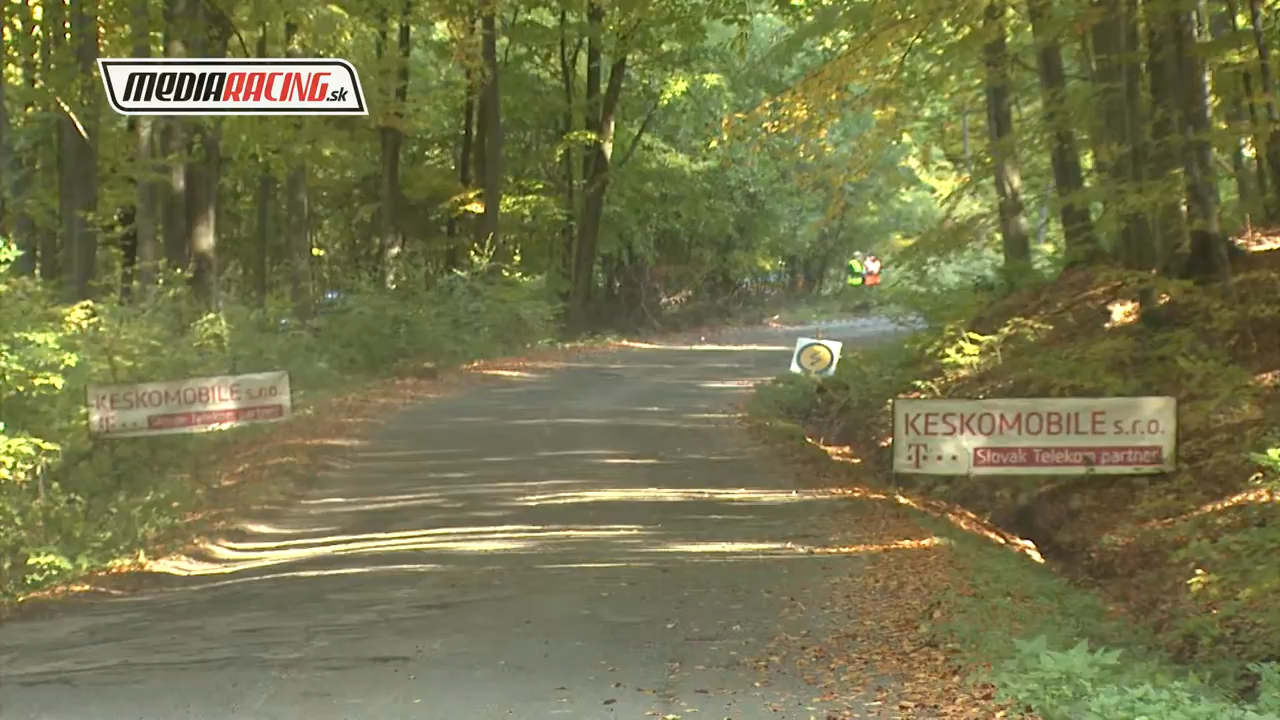 MEDIARACING.sk
KESKOMOBILE s.r.o.
T Slovak Telekom partner
KESKOMOBILE s.r.o.
T Slovak Telekom partner